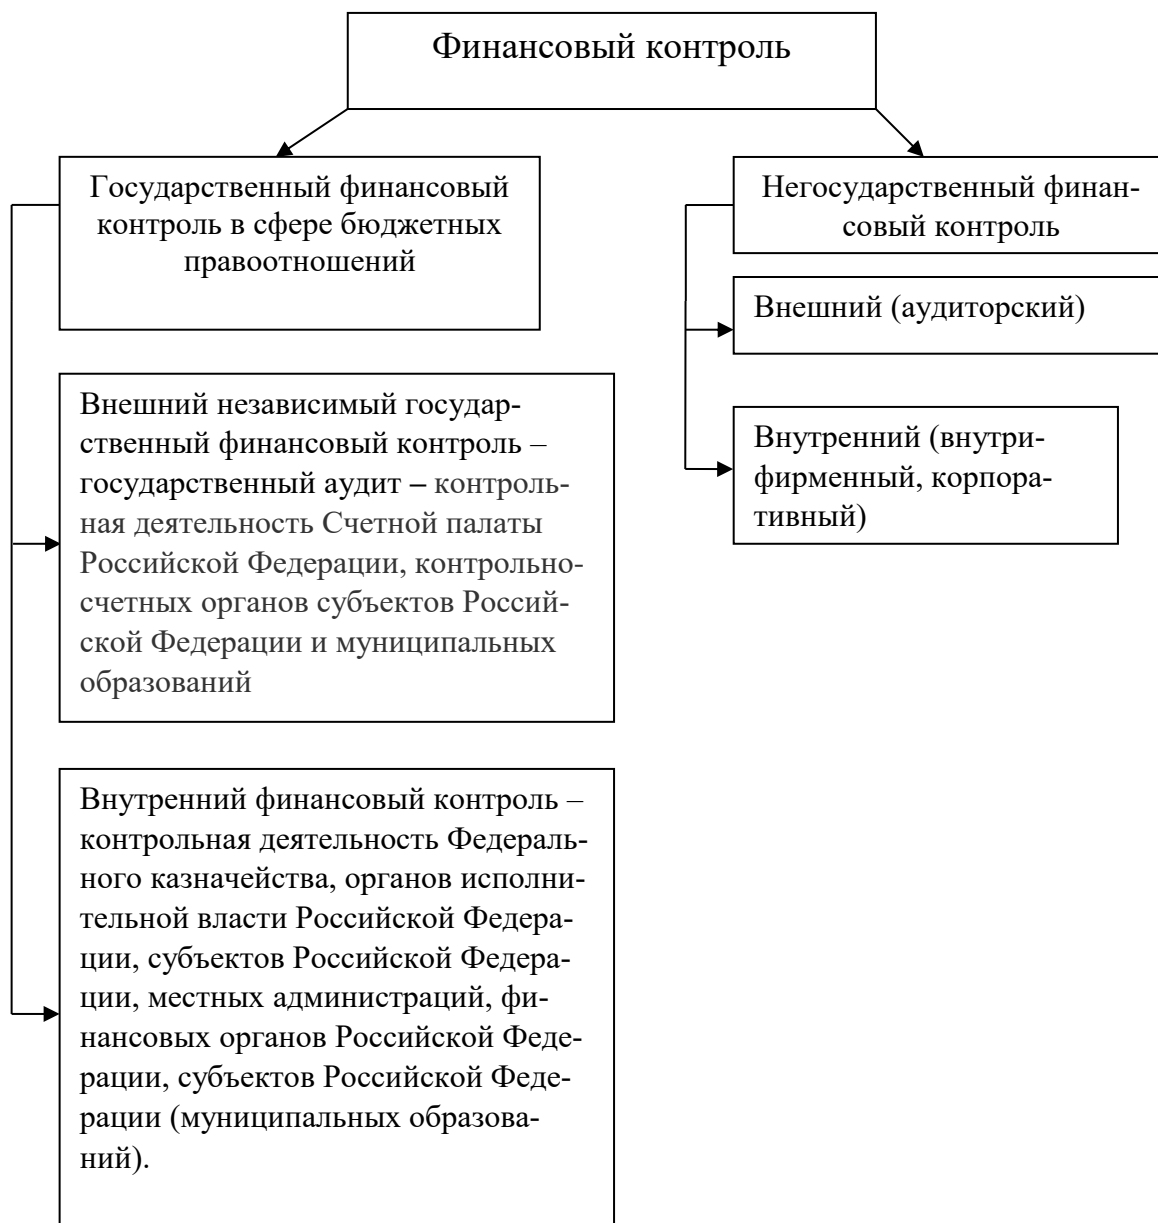 Финансовый контроль
Государственный финансовый
контроль в сфере бюджетных
правоотношений
Негосударственный финан-
совый контроль
Внешний (аудиторский)
Внутренний (внутри-
фирменный, корпора-
тивный)
Внешний независимый государ-
ственный финансовый контроль –
государственный аудит – контроль-
ная деятельность Счетной палаты
Российской Федерации, контрольно-
счетных органов субъектов Россий-
ской Федерации и муниципальных
образований
Внутренний финансовый контроль –
контрольная деятельность Федераль-
ного казначейства, органов исполни-
тельной власти Российской Федера-
ции, субъектов Российской Федера-
ции, местных администраций, фи-
нансовых органов Российской Феде-
рации, субъектов Российской Феде-
рации (муниципальных образова-
ний).